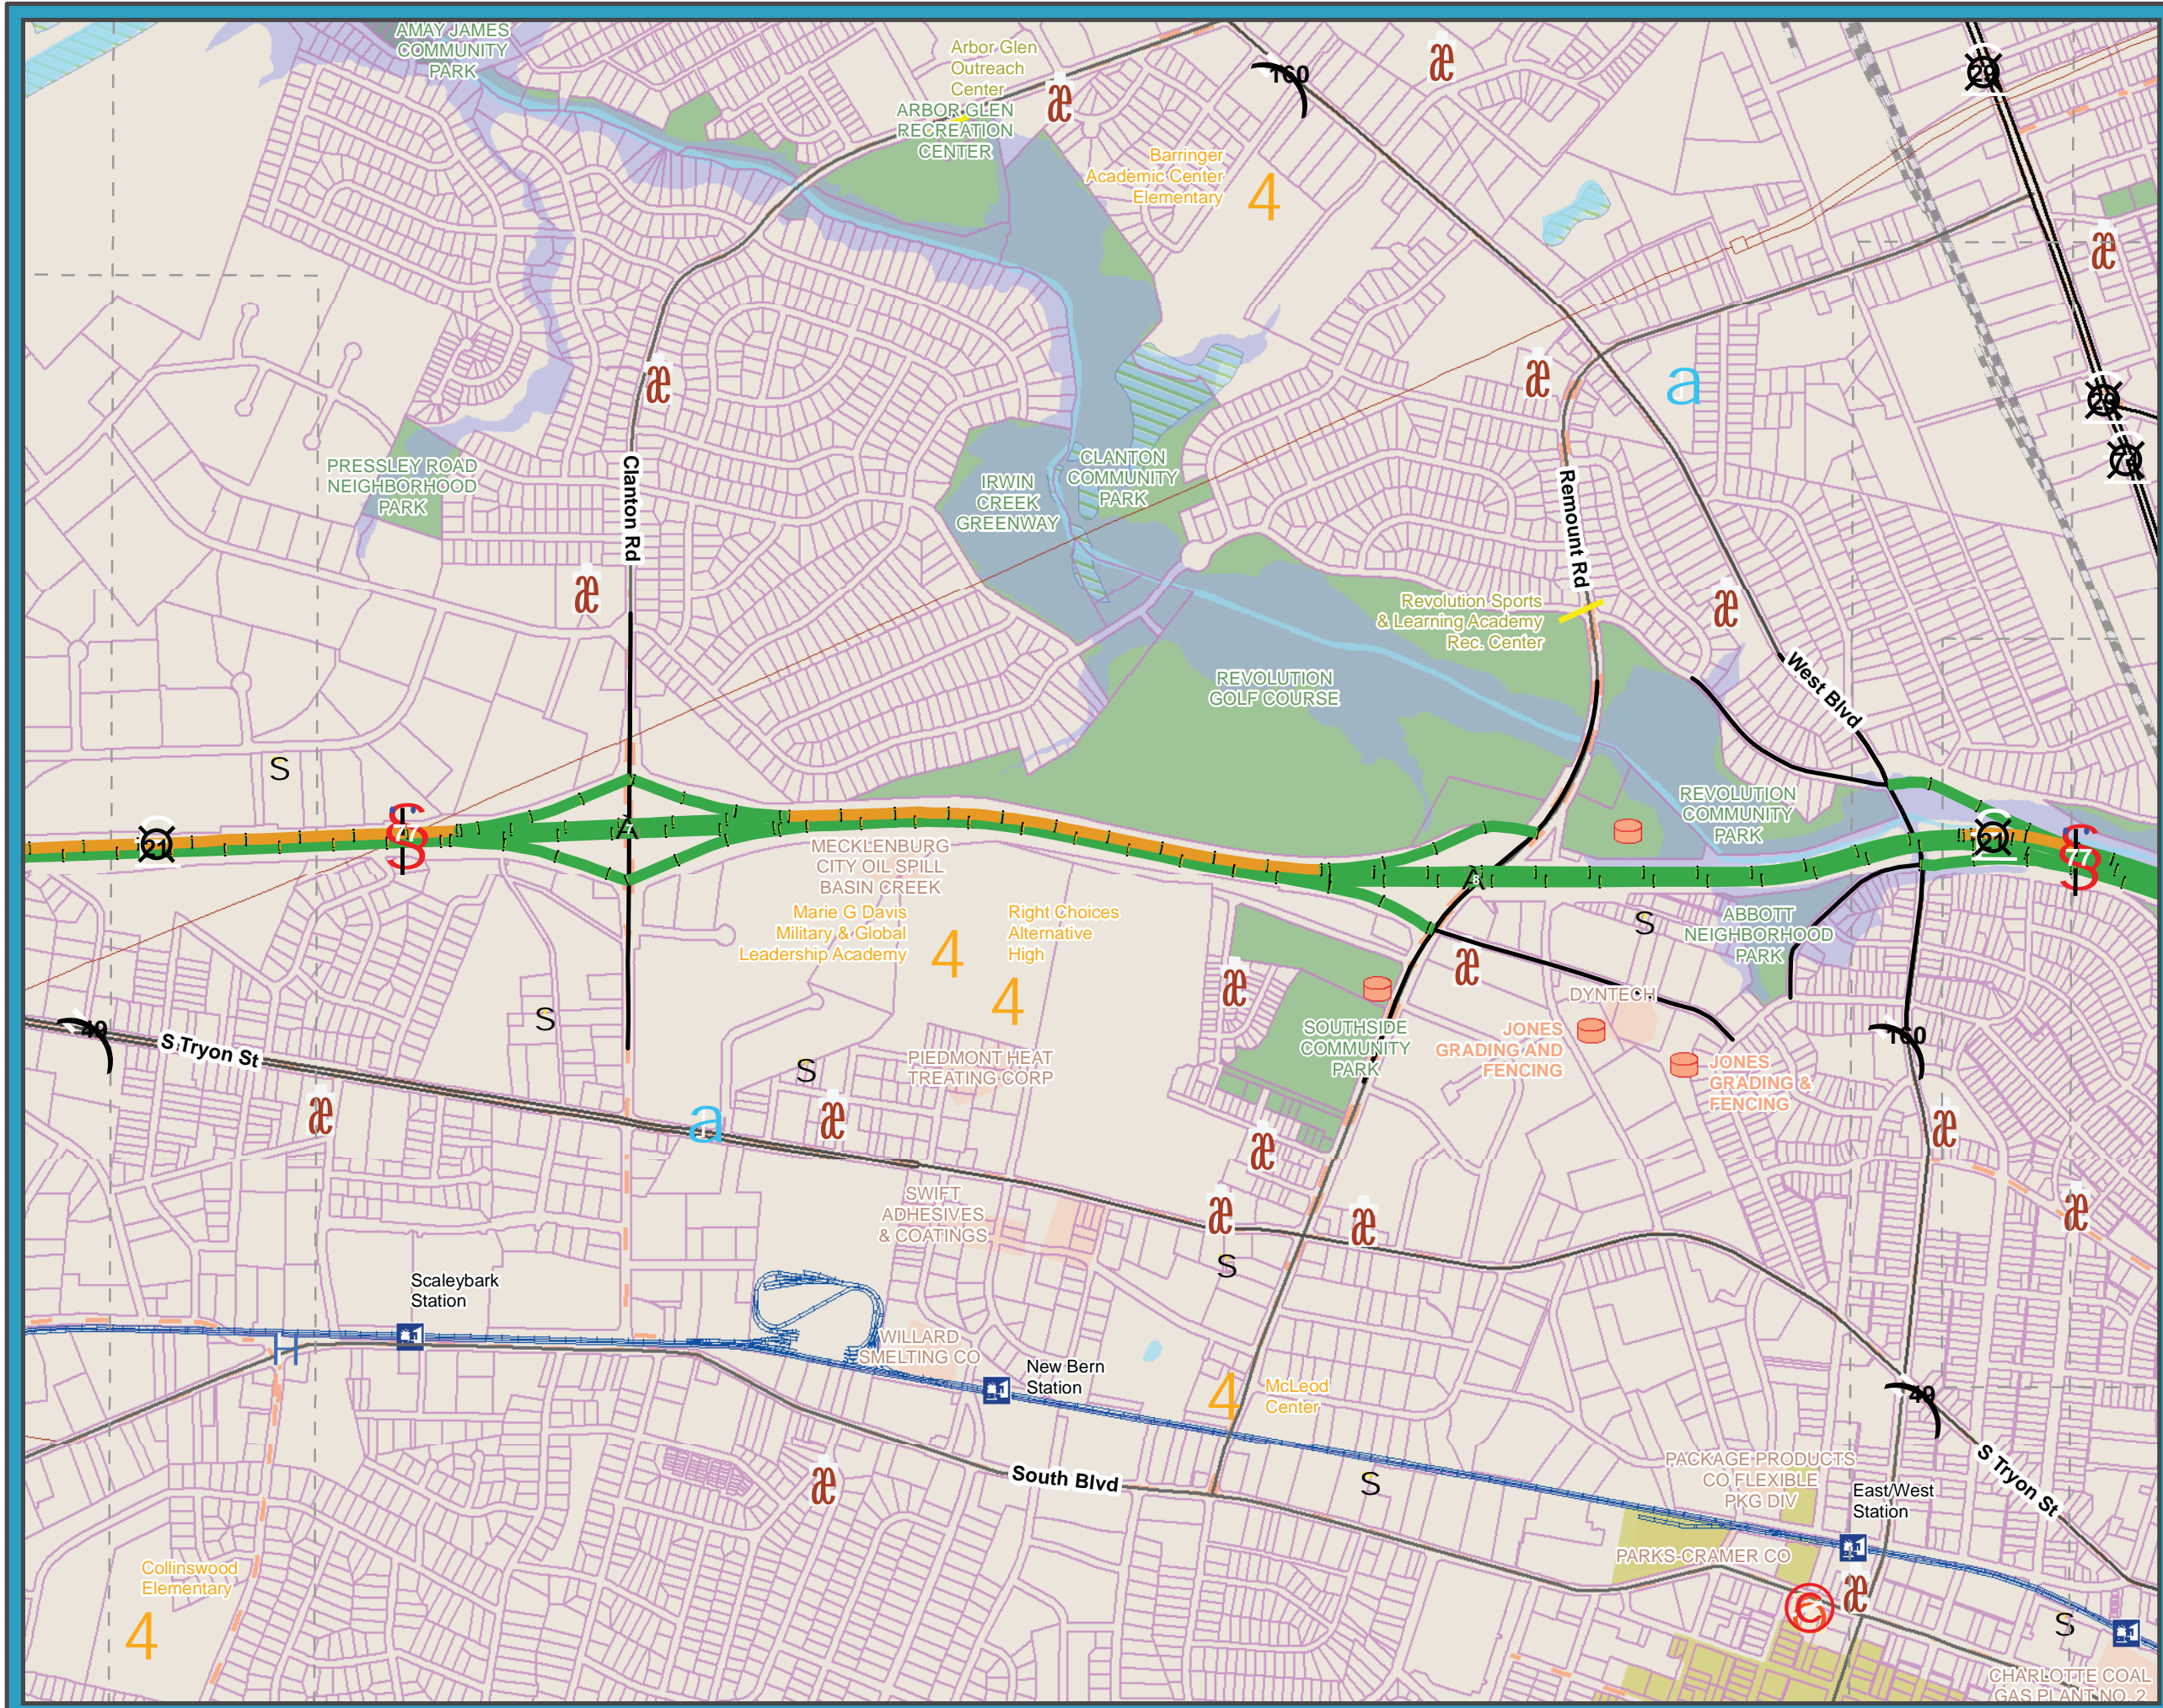 AMAY JAMES
COMMUNITY
PARK
Arbor Glen
Outreach
Center
ARBOR GLEN
RECREATION
CENTER
æ
160
æ
29
Barringer
Academic Center
Elementary
4
æ
æ
æ
a
29
74
PRESSLEY ROAD
NEIGHBORHOOD
PARK
Clanton Rd
IRWIN
CREEK
GREENWAY
CLANTON
COMMUNITY
PARK
Remount Rd
æ
Revolution Sports
& Learning Academy
Rec. Center
æ
REVOLUTION
GOLF COURSE
West Blvd
S
REVOLUTION
COMMUNITY
PARK
21
77
A
21
77
MECKLENBURG
CITY OIL SPILL
BASIN CREEK
A
8
Marie G Davis
Military & Global
Leadership Academy
4
Right Choices
Alternative
High
4
S
ABBOTT
NEIGHBORHOOD
PARK
æ
æ
DYNTECH
49
S Tryon St
S
SOUTHSIDE
COMMUNITY
PARK
JONES
GRADING AND
FENCING
JONES
GRADING &
FENCING
160
S
PIEDMONT HEAT
TREATING CORP
æ
a
æ
æ
æ
SWIFT
ADHESIVES
& COATINGS
æ
æ
æ
S
Scaleybark
Station
H
WILLARD
SMELTING CO
New Bern
Station
4
McLeod
Center
49
S Tryon St
South Blvd
æ
S
PACKAGE PRODUCTS
CO FLEXIBLE
PKG DIV
East/West
Station
PARKS-CRAMER CO
Collinswood
Elementary
4
©
æ
S
CHARLOTTE COAL
GAS PLANT NO. 2